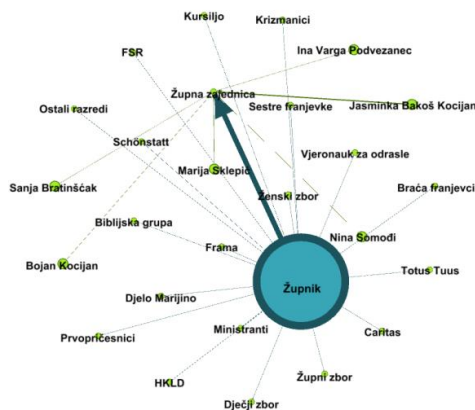 Kursiljo
Krizmanici
FSR
Ina Varga Podvezanec
Župna zajednica
Ostali razredi
Sestre franjevke
Jasminka Bakoš Kocijan
Schönstatt
Vjeronauk za odrasle
Marija Sklepić
Sanja Bratinšćak
Ženski zbor
Braća franjevci
Biblijska grupa
Nina Somođi
Frama
Bojan Kocijan
Totus Tuus
Župnik
Djelo Marijino
Ministranti
Caritas
Prvopričesnici
HKLD
Župni zbor
Dječji zbor